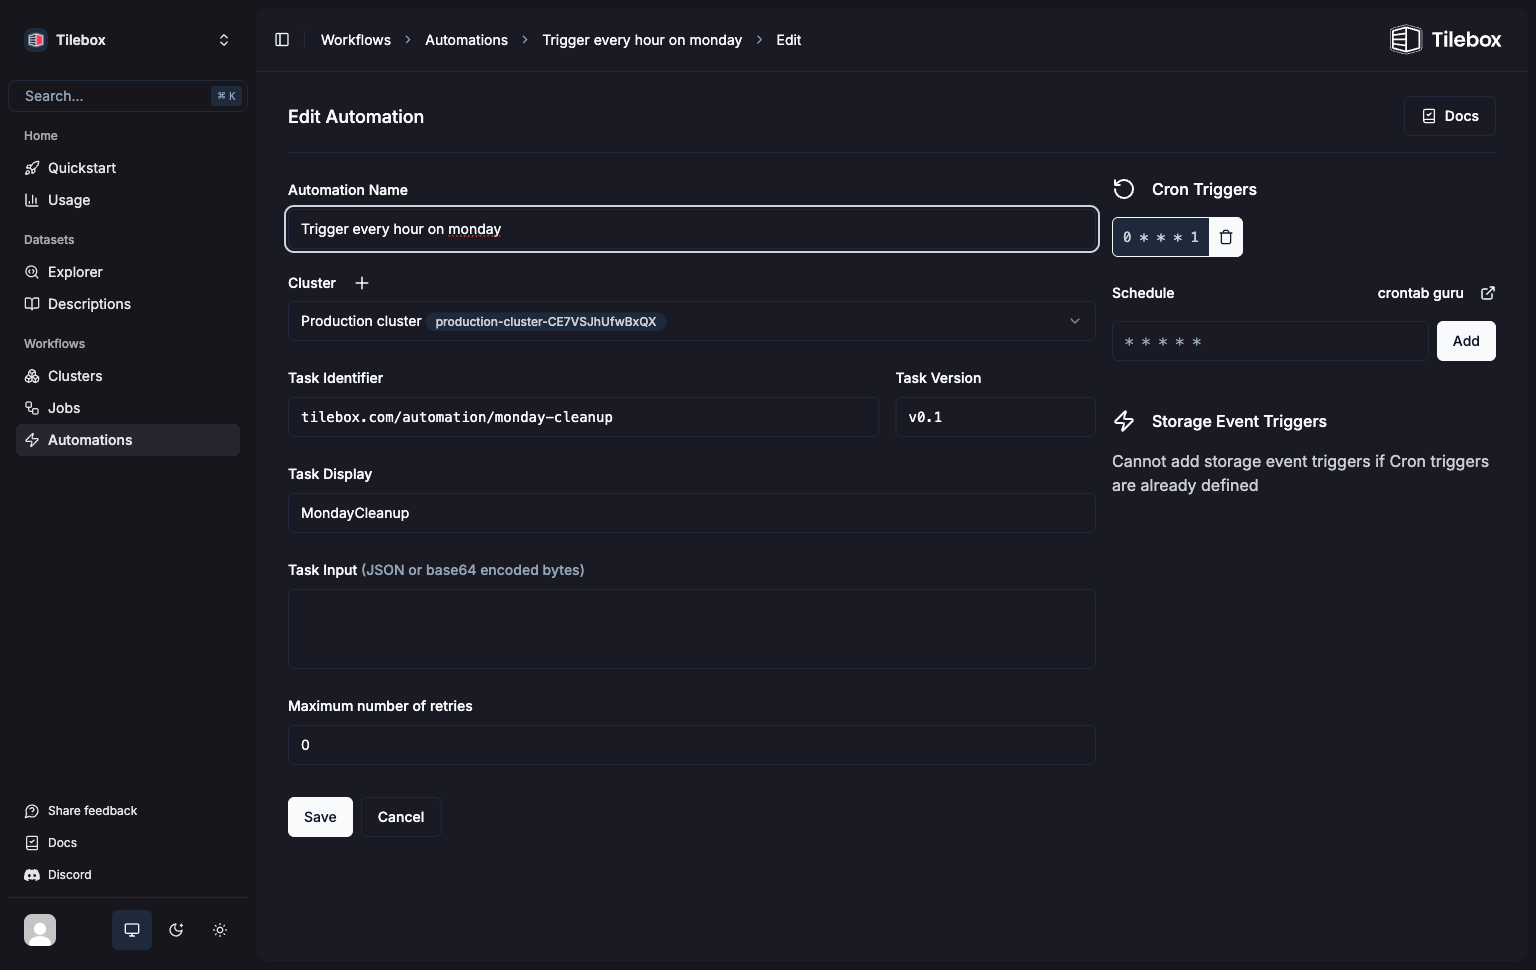 Tilebox
Search...
⌘ K
Home
Quickstart
Usage
Datasets
Explorer
Descriptions
Workflows
Clusters
Jobs
Automations
Share feedback
Docs
Discord
Workflows > Automations > Trigger every hour on monday > Edit
Tilebox
Edit Automation
Docs
Automation Name
Trigger every hour on monday
Cluster +
Production cluster production-cluster-CE7VSJhUfwBxQX
Task Identifier
tilebox.com/automation/monday-cleanup
Task Version
v0.1
Task Display
MondayCleanup
Task Input (JSON or base64 encoded bytes)
Maximum number of retries
0
Save
Cancel
Cron Triggers
0 * * * 1
Schedule
crontab guru
* * * * *
Add
Storage Event Triggers
Cannot add storage event triggers if Cron triggers
are already defined